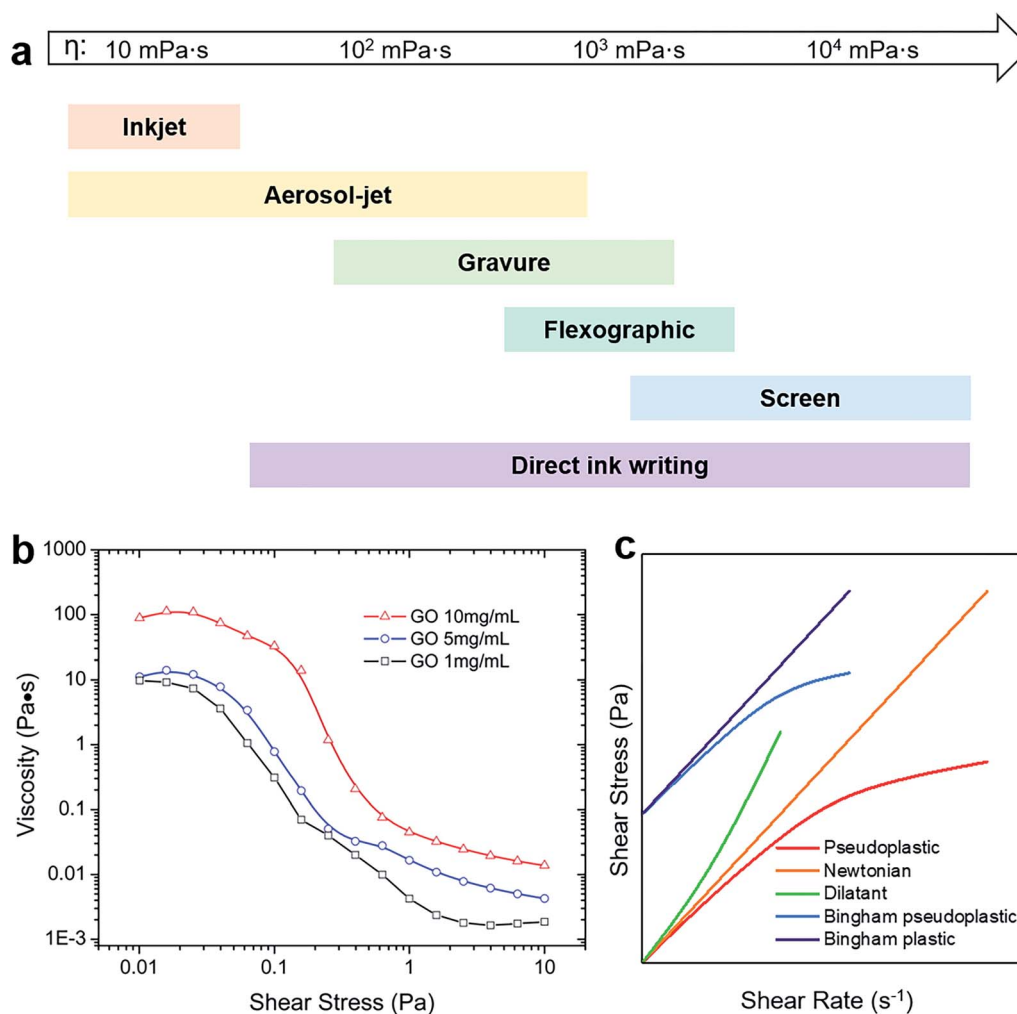 a
η: 10 mPa·s 10² mPa·s 10³ mPa·s 10⁴ mPa·s
Inkjet
Aerosol-jet
Gravure
Flexographic
Screen
Direct ink writing
b
1000
100
10
1
0.1
0.01
1E-3
Viscosity (Pa•s)
GO 10mg/mL
GO 5mg/mL
GO 1mg/mL
0.01 0.1 1 10
Shear Stress (Pa)
c
Shear Stress (Pa)
Pseudoplastic
Newtonian
Dilatant
Bingham pseudoplastic
Bingham plastic
Shear Rate (s⁻¹)